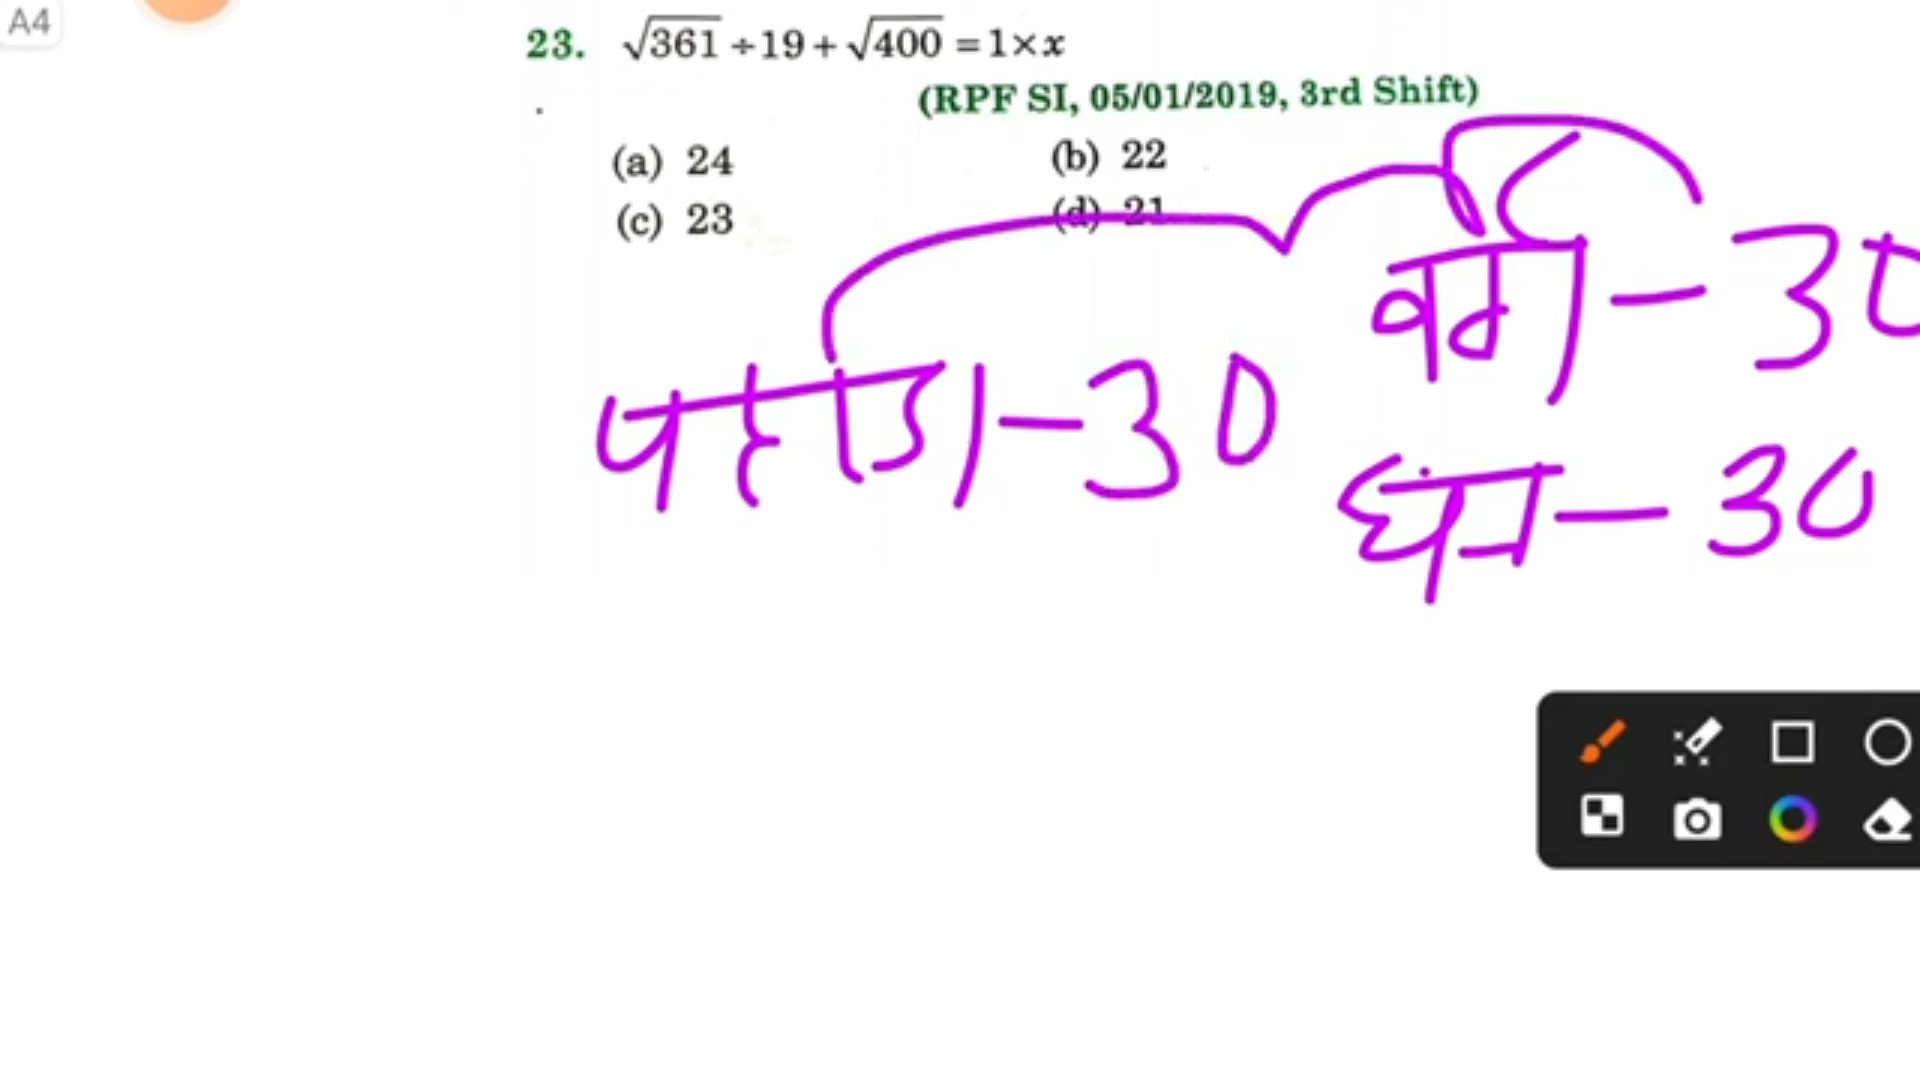 A4
23. √361 ÷ 19 + √400 = 1 × x
(RPF SI, 05/01/2019, 3rd Shift)
(a) 24 (b) 22
(c) 23 (d) 21
वर्ग - 30
पहाड़ा - 30
घन - 30